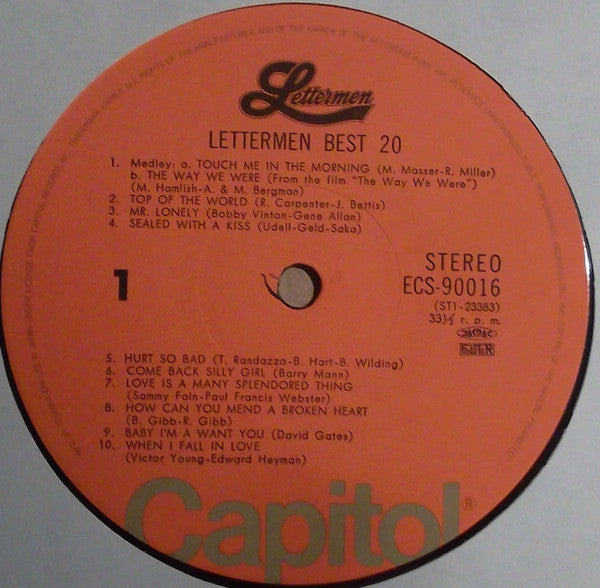 Lettermen
LETTERMEN BEST 20
1. Medley: a. TOUCH ME IN THE MORNING (M. Masser-R. Miller)
b. THE WAY WE WERE (From the film "The Way We Were")
(M. Hamlish-A. & M. Bergman)
2. TOP OF THE WORLD (R. Carpenter-J. Bettis)
3. MR. LONELY (Bobby Vinton-Gene Allan)
4. SEALED WITH A KISS (Udell-Geld-Saka)
1
STEREO
ECS-90016
(ST1-23383)
33⅓ r. p. m.
JASRAC
5. HURT SO BAD (T. Randazzo-B. Hart-B. Wilding)
6. COME BACK SILLY GIRL (Barry Mann)
7. LOVE IS A MANY SPLENDORED THING
(Sammy Fain-Paul Francis Webster)
8. HOW CAN YOU MEND A BROKEN HEART
(B. Gibb-R. Gibb)
9. BABY I'M A WANT YOU (David Gates)
10. WHEN I FALL IN LOVE
(Victor Young-Edward Heyman)
Capitol®